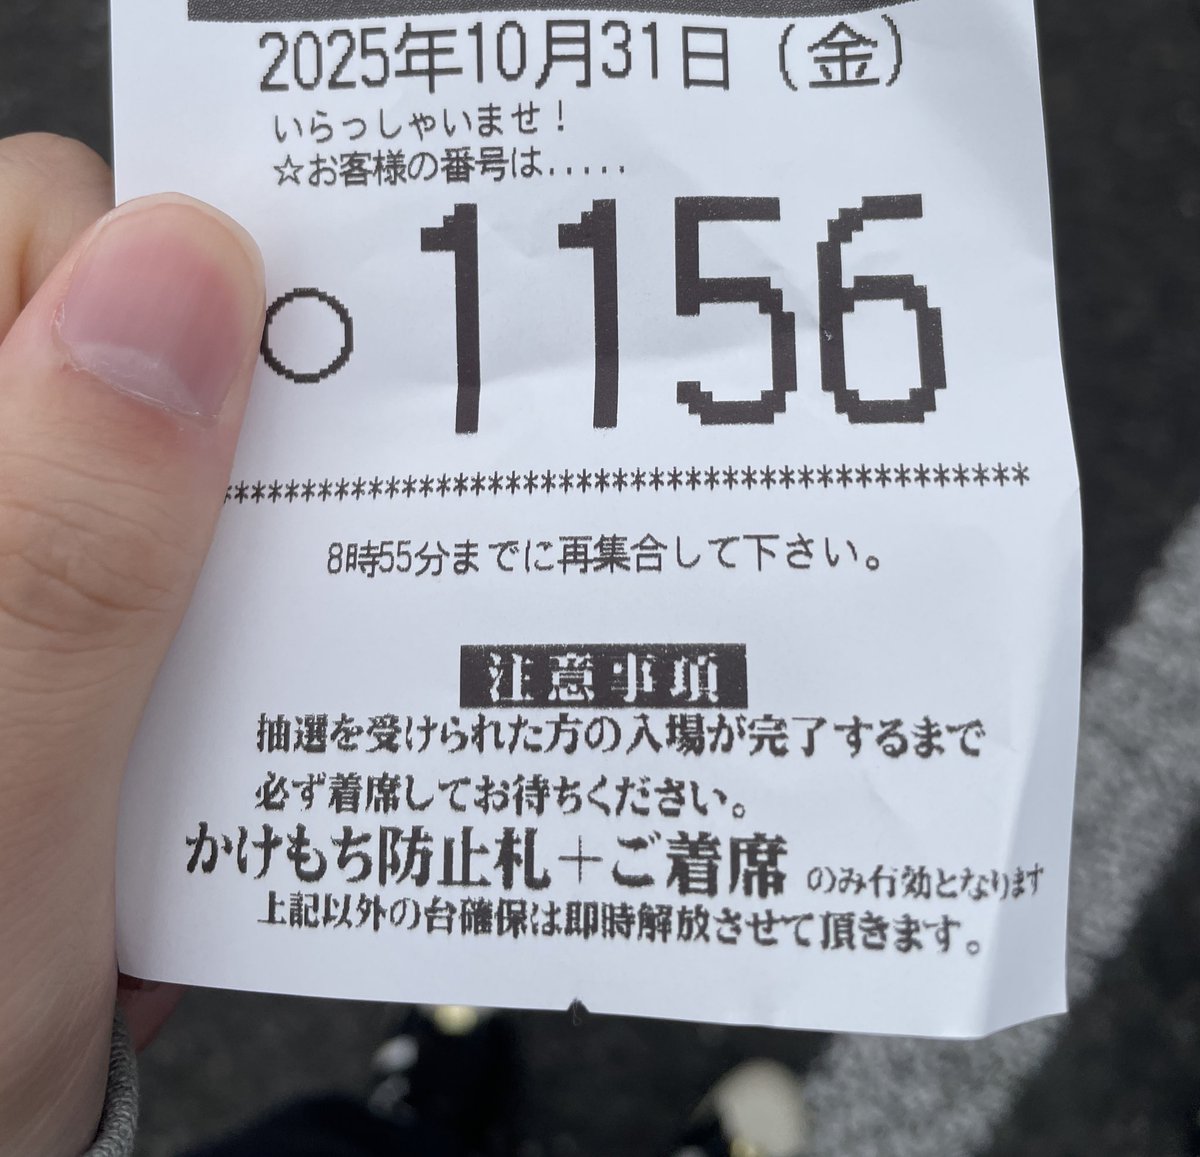 2025年10月31日（金）
いらっしゃいませ！
☆お客様の番号は.....
○1156
************************************************
8時55分までに再集合して下さい。
注意事項
抽選を受けられた方の入場が完了するまで
必ず着席してお待ちください。
かけもち防止札＋ご着席 のみ有効となります
上記以外の台確保は即時解放させて頂きます。